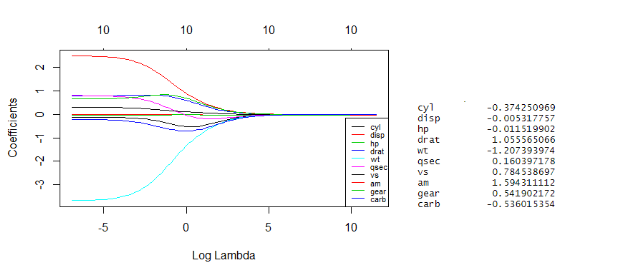 10 10 10 10
Coefficients
2
1
0
-1
-2
-3
-5 0 5 10
Log Lambda
cyl
disp
hp
drat
wt
qsec
vs
am
gear
carb
cyl -0.374250969
disp -0.005317757
hp -0.011519902
drat 1.055565066
wt -1.207393974
qsec 0.160397178
vs 0.784538697
am 1.594311112
gear 0.541902172
carb -0.536015354